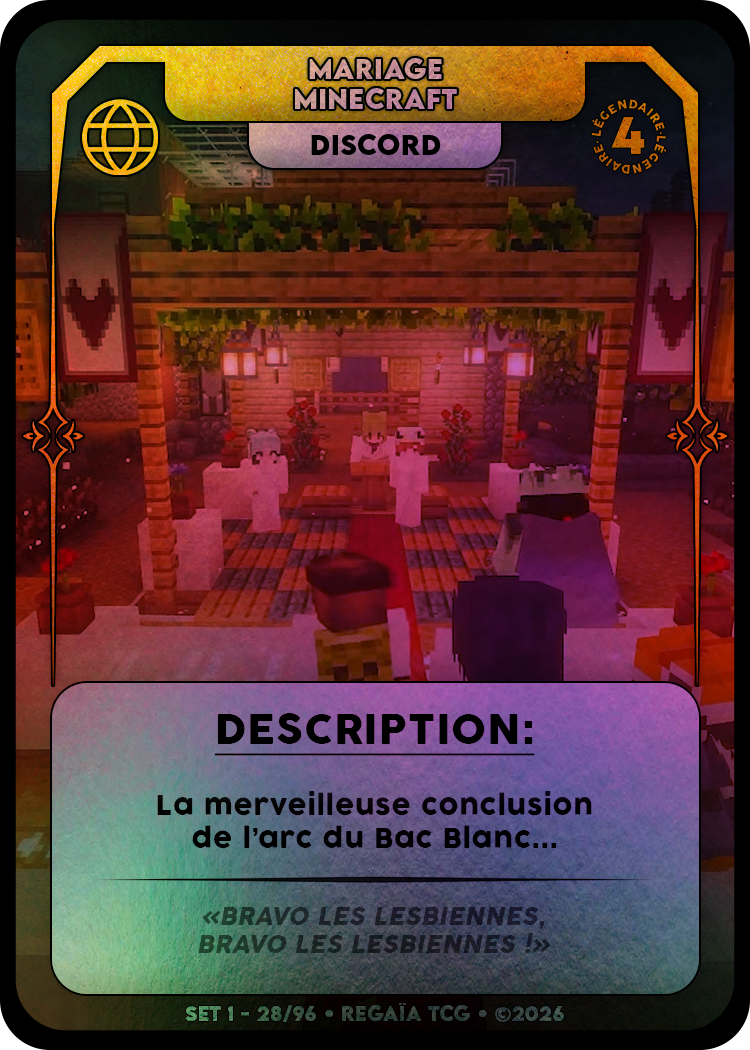 MARIAGE
MINECRAFT
DISCORD
LÉGENDAIRE · LÉGENDAIRE ·
4
DESCRIPTION:
La merveilleuse conclusion
de l'arc du Bac Blanc...
«BRAVO LES LESBIENNES,
BRAVO LES LESBIENNES !»
SET 1 - 28/96 • REGAÏA TCG • ©2026